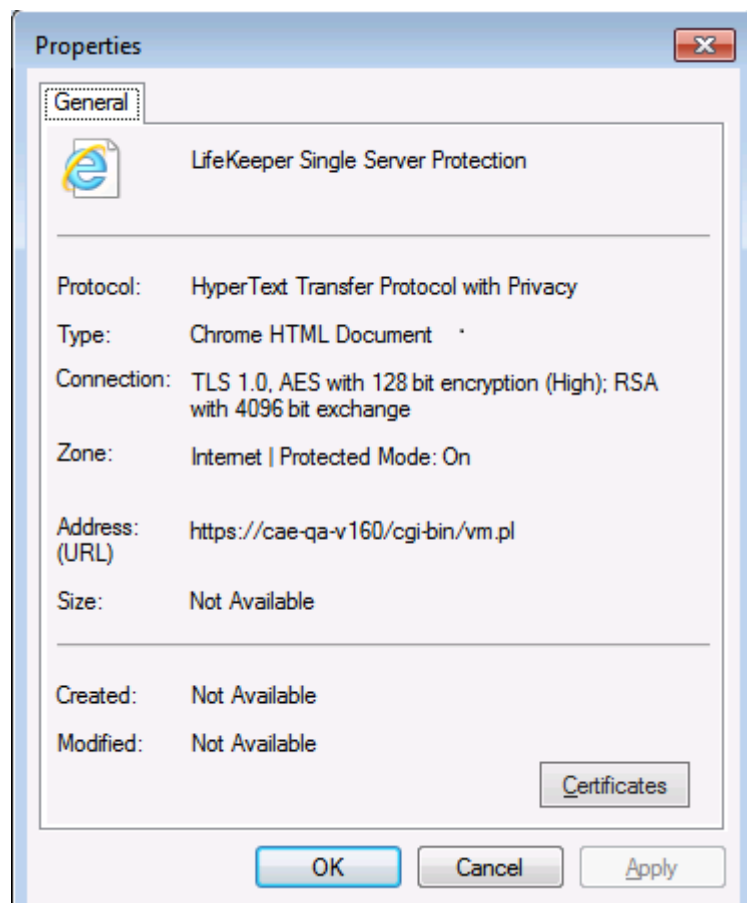 Properties
General
LifeKeeper Single Server Protection
Protocol: HyperText Transfer Protocol with Privacy
Type: Chrome HTML Document
Connection: TLS 1.0, AES with 128 bit encryption (High); RSA
with 4096 bit exchange
Zone: Internet | Protected Mode: On
Address: https://cae-qa-v160/cgi-bin/vm.pl
(URL)
Size: Not Available
Created: Not Available
Modified: Not Available
Certificates
OK Cancel Apply